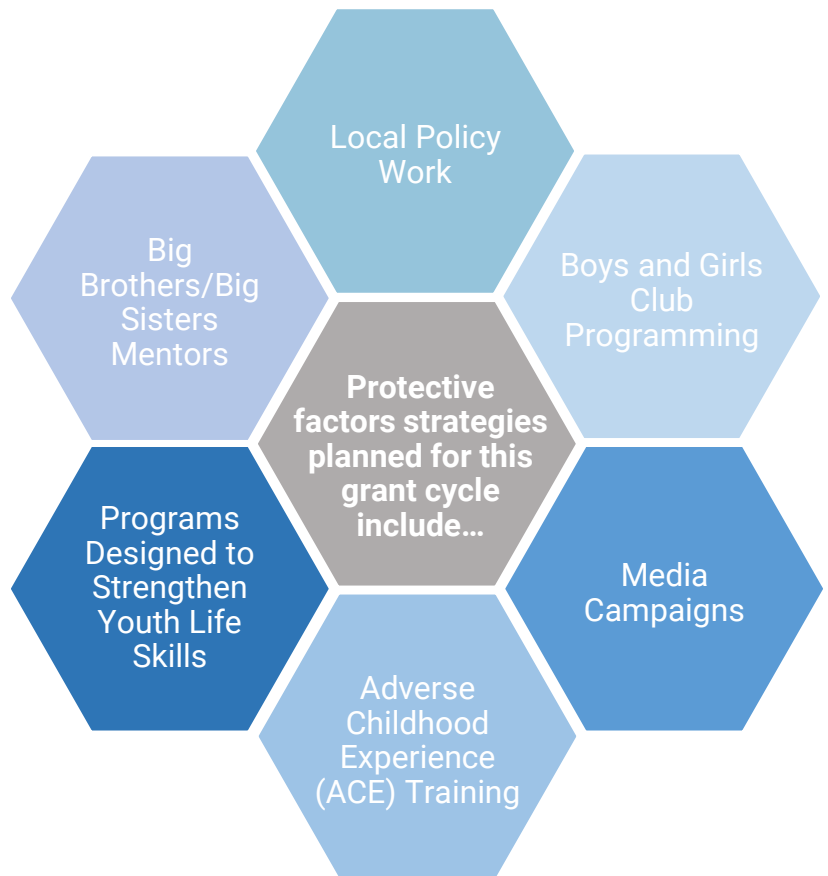 Local Policy
Work
Big
Brothers/Big
Sisters
Mentors
Boys and Girls
Club
Programming
Protective
factors strategies
planned for this
grant cycle
include…
Programs
Designed to
Strengthen
Youth Life
Skills
Media
Campaigns
Adverse
Childhood
Experience
(ACE) Training